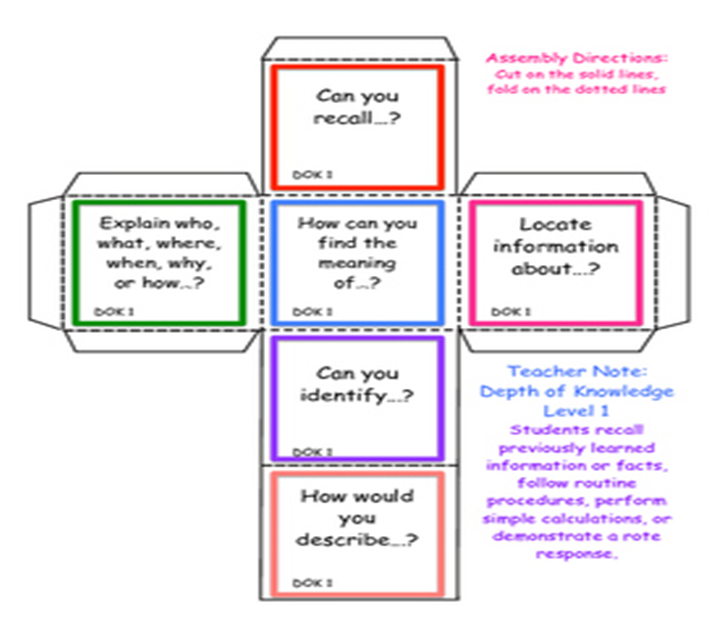 Assembly Directions:
Cut on the solid lines,
fold on the dotted lines
Can you
recall...?
DOK 1
Explain who,
what, where,
when, why,
or how...?
DOK 1
How can you
find the
meaning
of...?
DOK 1
Locate
information
about...?
DOK 1
Can you
identify...?
DOK 1
How would
you
describe...?
DOK 1
Teacher Note:
Depth of Knowledge
Level 1
Students recall
previously learned
information or facts,
follow routine
procedures, perform
simple calculations, or
demonstrate a rote
response.